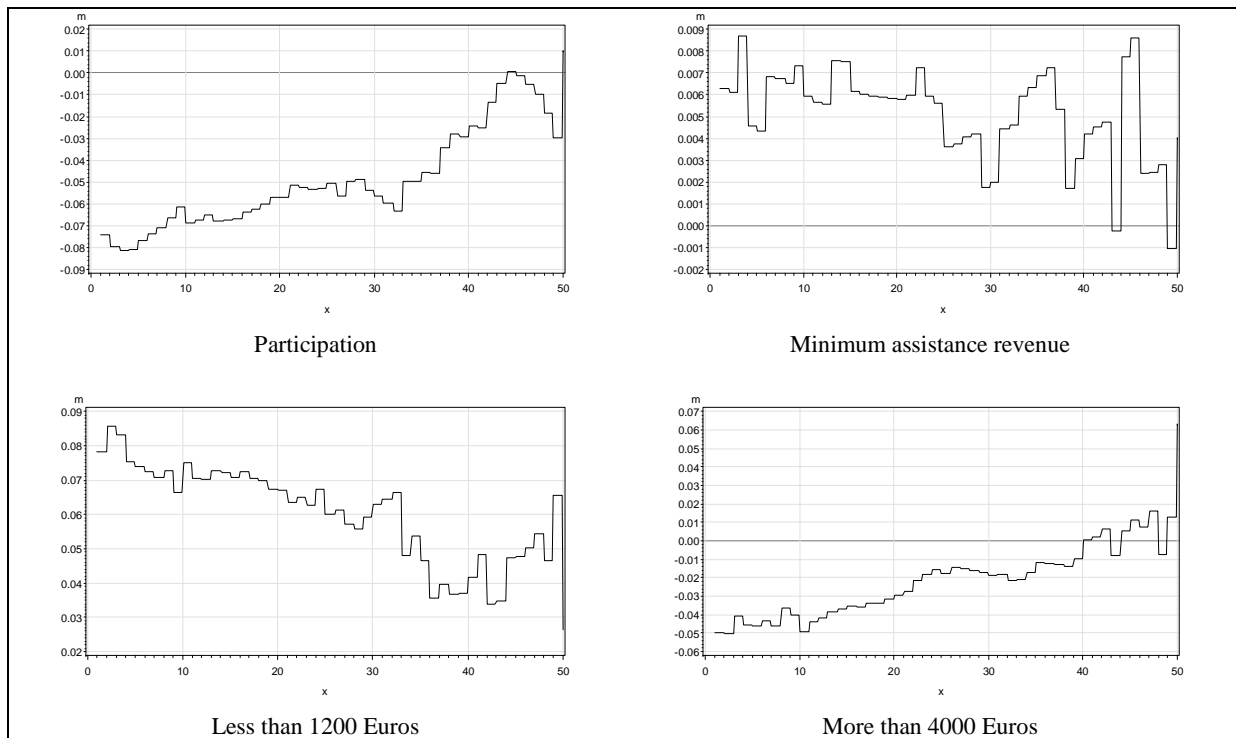 m
0.02
0.01
0.00
-0.01
-0.02
-0.03
-0.04
-0.05
-0.06
-0.07
-0.08
-0.09
0 10 20 30 40 50
x
Participation
m
0.009
0.008
0.007
0.006
0.005
0.004
0.003
0.002
0.001
0.000
-0.001
-0.002
0 10 20 30 40 50
x
Minimum assistance revenue
m
0.09
0.08
0.07
0.06
0.05
0.04
0.03
0.02
0 10 20 30 40 50
x
Less than 1200 Euros
m
0.07
0.06
0.05
0.04
0.03
0.02
0.01
0.00
-0.01
-0.02
-0.03
-0.04
-0.05
-0.06
0 10 20 30 40 50
x
More than 4000 Euros